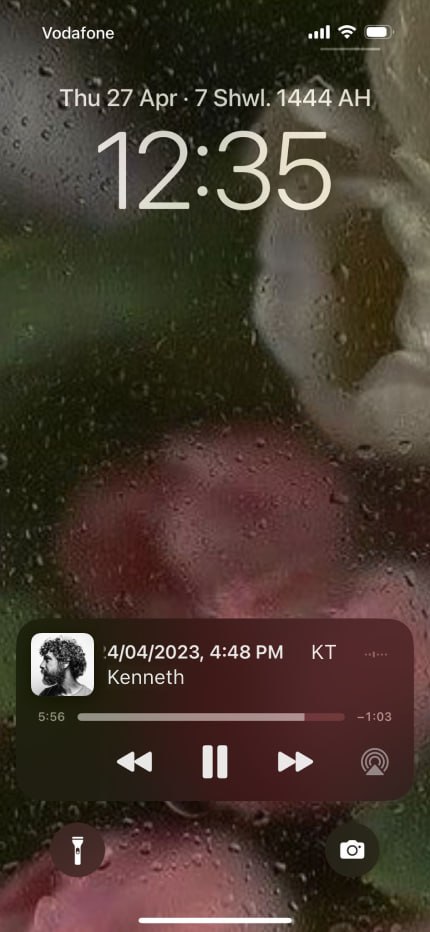 Vodafone
Thu 27 Apr · 7 Shwl. 1444 AH
12:35
4/04/2023, 4:48 PM KT
Kenneth
5:56 −1:03